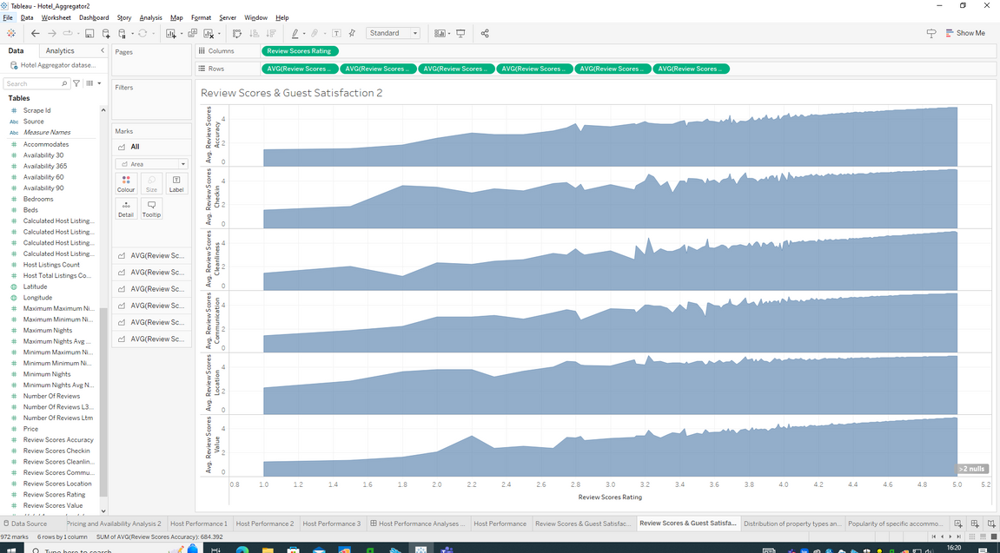 Tableau - Hotel_Aggregator2
File Data Worksheet Dashboard Story Analysis Map Format Server Window Help
Standard
Show Me
Data Analytics
Hotel Aggregator datase...
Search
Tables
# Scrape Id
Abc Source
Abc Measure Names
# Accommodates
# Availability 30
# Availability 365
# Availability 60
# Availability 90
# Bedrooms
# Beds
# Calculated Host Listing...
# Calculated Host Listing...
# Calculated Host Listing...
# Calculated Host Listing...
# Host Listings Count
# Host Total Listings Co...
Latitude
Longitude
# Maximum Maximum Ni...
# Maximum Minimum Ni...
# Maximum Nights
# Maximum Nights Avg ...
# Minimum Maximum Ni...
# Minimum Minimum Ni...
# Minimum Nights
# Minimum Nights Avg N...
# Number Of Reviews
# Number Of Reviews L3...
# Number Of Reviews Ltm
# Price
# Review Scores Accuracy
# Review Scores Checkin
# Review Scores Cleanlin...
# Review Scores Commu...
# Review Scores Location
# Review Scores Rating
# Review Scores Value
Pages
Filters
Marks
All
Area
Colour Size Label
Detail Tooltip
AVG(Review Sc...
AVG(Review Sc...
AVG(Review Sc...
AVG(Review Sc...
AVG(Review Sc...
AVG(Review Sc...
Columns Review Scores Rating
Rows AVG(Review Scores .. AVG(Review Scores .. AVG(Review Scores .. AVG(Review Scores .. AVG(Review Scores .. AVG(Review Scores ..
Review Scores & Guest Satisfaction 2
Avg. Review Scores Accuracy
4
2
0
Avg. Review Scores Checkin
4
2
0
Avg. Review Scores Cleanliness
4
2
0
Avg. Review Scores Communication
4
2
0
Avg. Review Scores Location
4
2
0
Avg. Review Scores Value
4
2
0
>2 nulls
0.8 1.0 1.2 1.4 1.6 1.8 2.0 2.2 2.4 2.6 2.8 3.0 3.2 3.4 3.6 3.8 4.0 4.2 4.4 4.6 4.8 5.0 5.2
Review Scores Rating
Data Source Pricing and Availability Analysis 2 Host Performance 1 Host Performance 2 Host Performance 3 Host Performance Analyses ... Host Performance Review Scores & Guest Satisfac... Review Scores & Guest Satisfa... Distribution of property types an... Popularity of specific accommo...
972 marks 6 rows by 1 column SUM of AVG(Review Scores Accuracy): 684.392
Type here to search
16:20